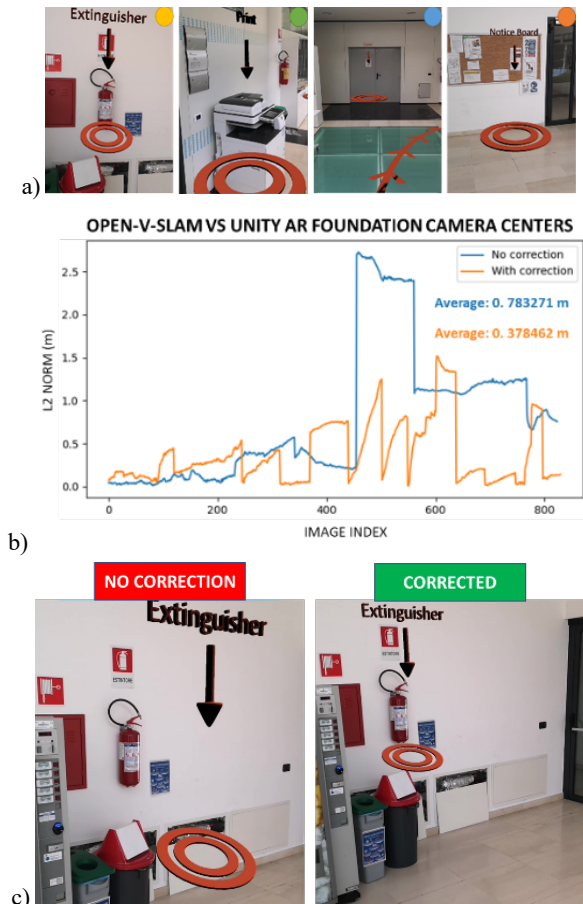 Extinguisher
Print
Notice Board
a)
OPEN-V-SLAM VS UNITY AR FOUNDATION CAMERA CENTERS
No correction
With correction
Average: 0. 783271 m
Average: 0. 378462 m
L2 NORM (m)
2.5
2.0
1.5
1.0
0.5
0.0
0
200
400
600
800
IMAGE INDEX
b)
NO CORRECTION
CORRECTED
Extinguisher
ESTINTORE
Extinguisher
ESTINTORE
c)